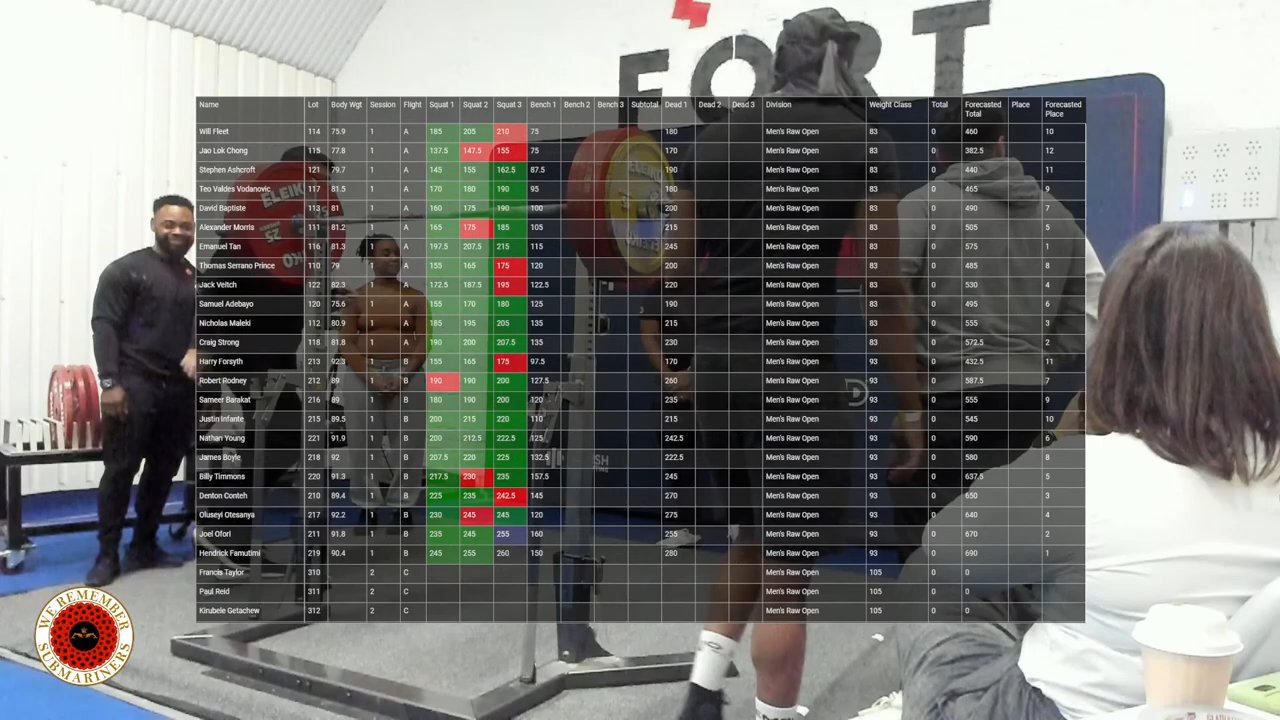 FORT
Name Lot Body Wgt Session Flight Squat 1 Squat 2 Squat 3 Bench 1 Bench 2 Bench 3 Subtotal Dead 1 Dead 2 Dead 3 Division Weight Class Total Forecasted Total Place Forecasted Place
Will Fleet 114 75.9 1 A 185 205 210 75 180 Men's Raw Open 83 0 460 10
Jao Lok Chong 115 77.8 1 A 137.5 147.5 155 75 170 Men's Raw Open 83 0 382.5 12
Stephen Ashcroft 121 79.7 1 A 145 155 162.5 87.5 190 Men's Raw Open 83 0 440 11
Teo Valdes Vodanovic 117 81.5 1 A 170 180 190 95 180 Men's Raw Open 83 0 465 9
David Baptiste 113 81 1 A 160 175 190 100 200 Men's Raw Open 83 0 490 7
Alexander Morris 111 81.2 1 A 165 175 185 105 215 Men's Raw Open 83 0 505 5
Emanuel Tan 116 81.3 1 A 197.5 207.5 215 115 245 Men's Raw Open 83 0 575 1
Thomas Serrano Prince 110 79 1 A 155 165 175 120 200 Men's Raw Open 83 0 485 8
Jack Veitch 122 82.3 1 A 172.5 187.5 195 122.5 220 Men's Raw Open 83 0 530 4
Samuel Adebayo 120 75.6 1 A 155 170 180 125 190 Men's Raw Open 83 0 495 6
Nicholas Maleki 112 80.9 1 A 185 195 205 135 215 Men's Raw Open 83 0 555 3
Craig Strong 118 81.8 1 A 190 200 207.5 135 230 Men's Raw Open 83 0 572.5 2
Harry Forsyth 213 92.3 1 B 155 165 175 97.5 170 Men's Raw Open 93 0 432.5 11
Robert Rodney 212 89 1 B 190 190 200 127.5 260 Men's Raw Open 93 0 587.5 7
Sameer Barakat 216 89 1 B 180 190 200 120 235 Men's Raw Open 93 0 555 9
Justin Infante 215 89.5 1 B 200 215 220 110 215 Men's Raw Open 93 0 545 10
Nathan Young 221 91.9 1 B 200 212.5 222.5 125 242.5 Men's Raw Open 93 0 590 6
James Boyle 218 92 1 B 207.5 220 225 132.5 222.5 Men's Raw Open 93 0 580 8
Billy Timmons 220 91.3 1 B 217.5 230 235 157.5 245 Men's Raw Open 93 0 637.5 5
Denton Conteh 210 89.4 1 B 225 235 242.5 145 270 Men's Raw Open 93 0 650 3
Oluseyi Otesanya 217 92.2 1 B 230 245 245 120 275 Men's Raw Open 93 0 640 4
Joel Ofori 211 91.8 1 B 235 245 255 160 255 Men's Raw Open 93 0 670 2
Hendrick Famutimi 219 90.4 1 B 245 255 260 150 280 Men's Raw Open 93 0 690 1
Francis Taylor 310 2 C Men's Raw Open 105 0 0
Paul Reid 311 2 C Men's Raw Open 105 0 0
Kirubele Getachew 312 2 C Men's Raw Open 105 0 0
ELEIKO
25
ELEIKO
WE REMEMBER
SUBMARINERS